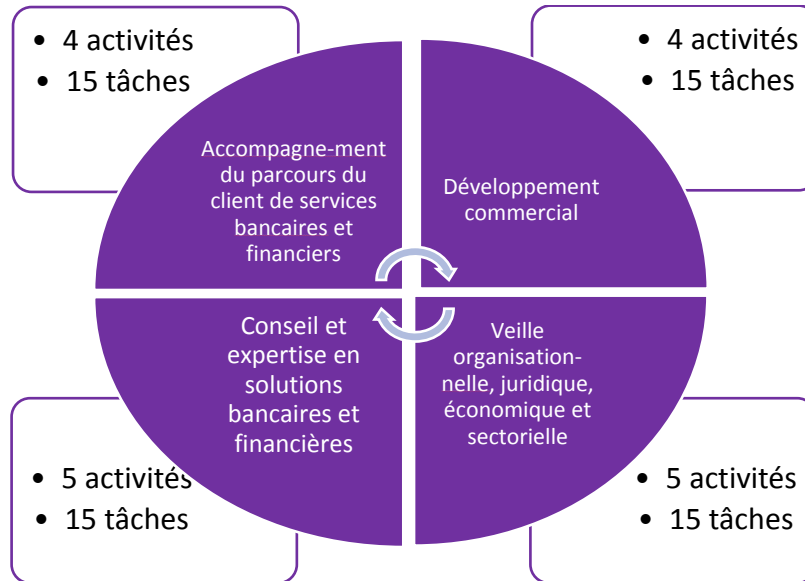 • 4 activités
• 15 tâches
• 4 activités
• 15 tâches
Accompagne-ment
du parcours du
client de services
bancaires et
financiers
Développement
commercial
Conseil et
expertise en
solutions
bancaires et
financières
Veille
organisation-
nelle, juridique,
économique et
sectorielle
• 5 activités
• 15 tâches
• 5 activités
• 15 tâches